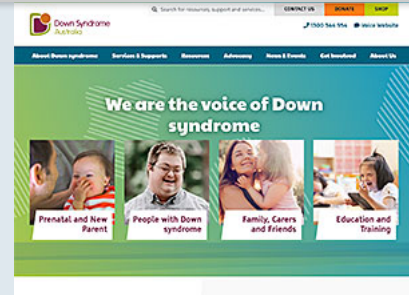 Down Syndrome
Australia
Search for resources, support and services...
CONTACT US
DONATE
SHOP
1300 344 954
Voice Website
About Down syndrome
Services & Supports
Resources
Advocacy
News & Events
Get Involved
About Us
We are the voice of Down
syndrome
Prenatal and New
Parent
People with Down
syndrome
Family, Carers
and Friends
Education and
Training